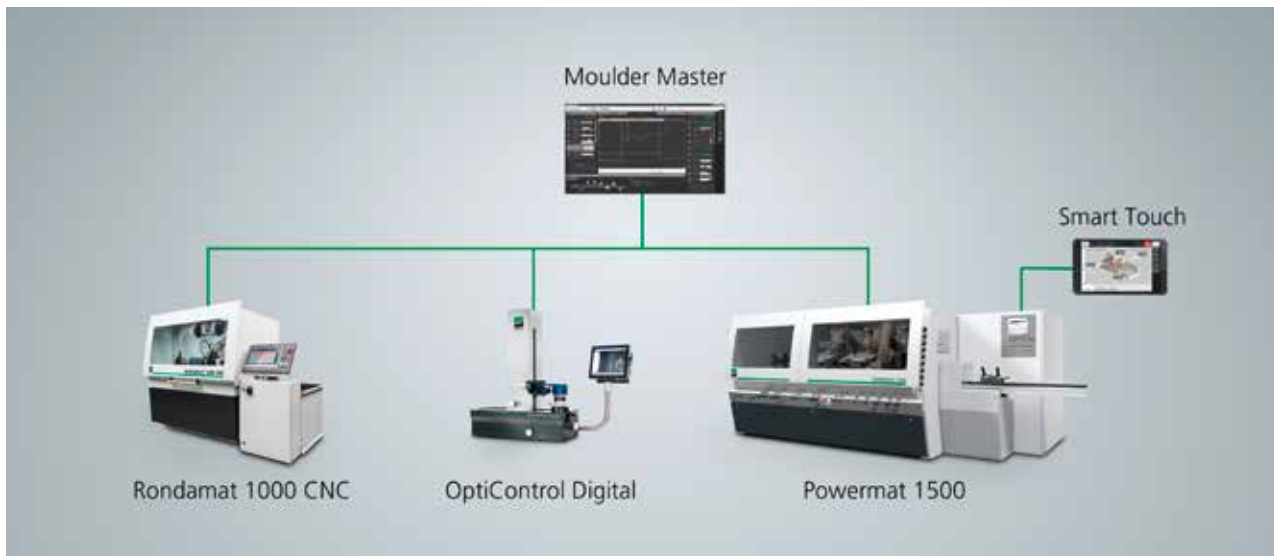 Moulder Master
Smart Touch
Rondamat 1000 CNC
OptiControl Digital
Powermat 1500